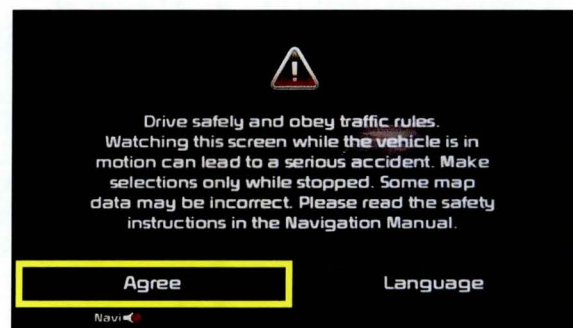 Drive safely and obey traffic rules.
Watching this screen while the vehicle is in
motion can lead to a serious accident. Make
selections only while stopped. Some map
data may be incorrect. Please read the safety
instructions in the Navigation Manual.
Agree
Language
Navi